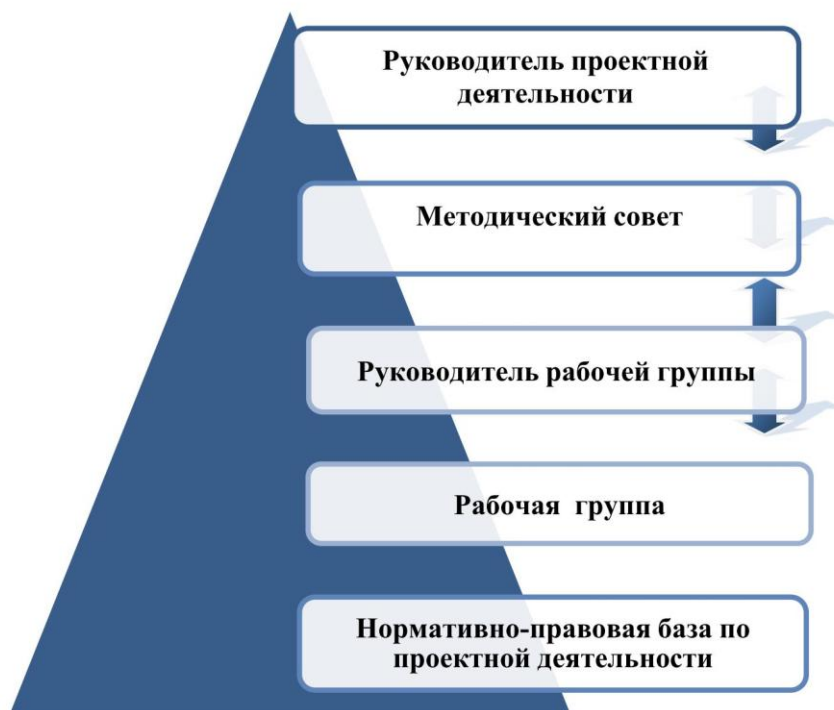 Руководитель проектной
деятельности
Методический совет
Руководитель рабочей группы
Рабочая группа
Нормативно-правовая база по
проектной деятельности